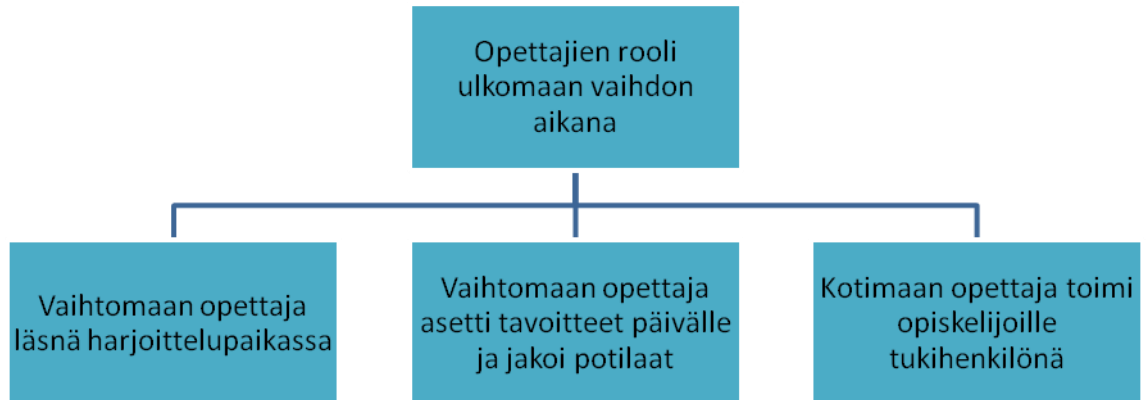 Opettajien rooli
ulkomaan vaihdon
aikana
Vaihtomaan opettaja
läsnä harjoittelupaikassa
Vaihtomaan opettaja
asetti tavoitteet päivälle
ja jakoi potilaat
Kotimaan opettaja toimi
opiskelijoille
tukihenkilönä